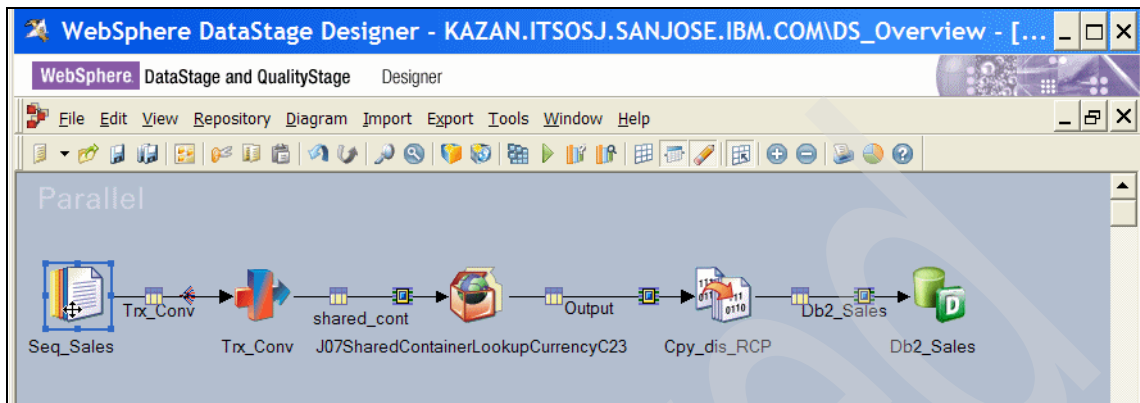 WebSphere DataStage Designer - KAZAN.ITSOSJ.SANJOSE.IBM.COM\DS_Overview - [...
WebSphere. DataStage and QualityStage Designer
File Edit View Repository Diagram Import Export Tools Window Help
Parallel
Trx_Conv
shared_cont
Output
Db2_Sales
Seq_Sales
Trx_Conv
J07SharedContainerLookupCurrencyC23
Cpy_dis_RCP
Db2_Sales